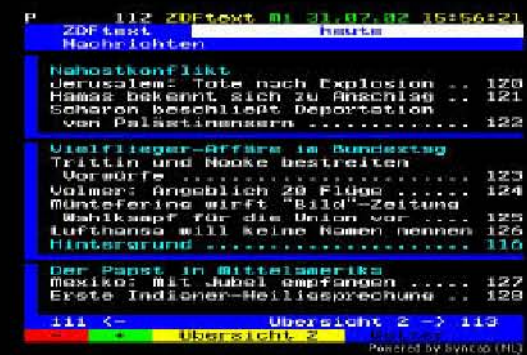 P 112 ZDFtext Mi 31.07.02 15:56:21
ZDFtext heute
Nachrichten
Nahostkonflikt
Jerusalem: Tote nach Explosion .. 120
Hamas bekennt sich zu Anschlag .. 121
Scharon beschließt Deportation
von Palästinensern ............. 122
Vielflieger-Affäre im Bundestag
Trittin und Nooke bestreiten
Vorwürfe ....................... 123
Volmer: Angeblich 20 Flüge ...... 124
Müntefering wirft "Bild"-Zeitung
Wahlkampf für die Union vor .... 125
Lufthansa will keine Namen nennen 126
Hintergrund ..................... 116
Der Papst in Mittelamerika
Mexiko: Mit Jubel empfangen ..... 127
Erste Indianer-Heiligsprechung .. 128
111 <- Übersicht 2 -> 113
- + Übersicht 2
Powered by Syncop (NL)